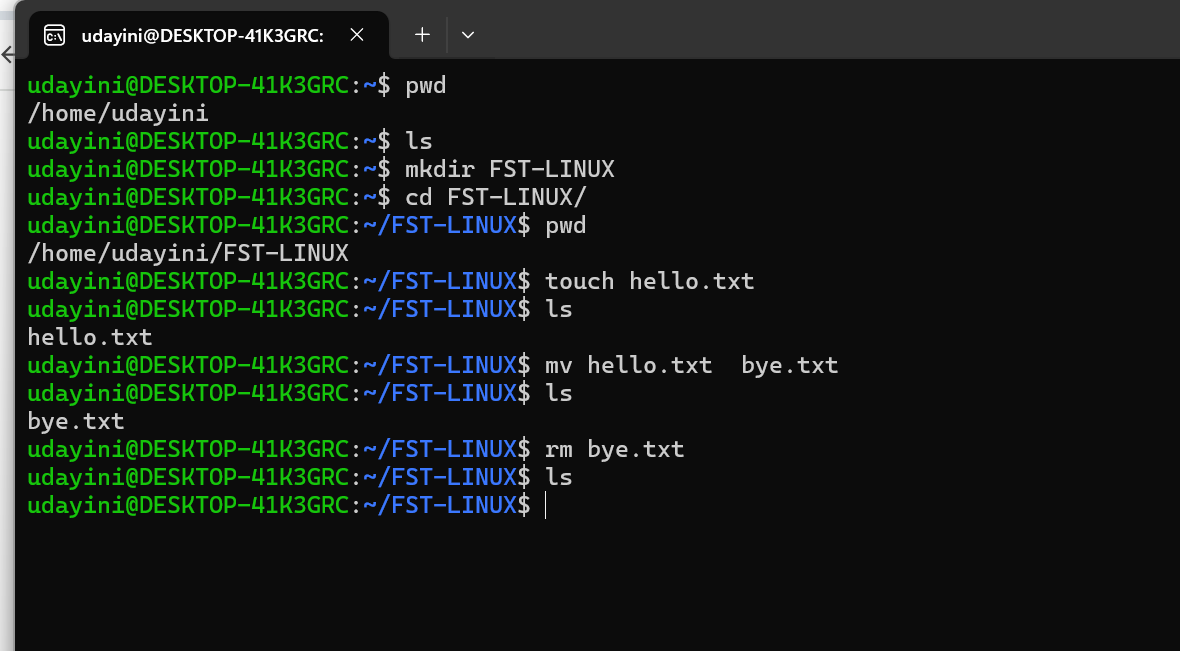 udayini@DESKTOP-41K3GRC:
udayini@DESKTOP-41K3GRC:~$ pwd
/home/udayini
udayini@DESKTOP-41K3GRC:~$ ls
udayini@DESKTOP-41K3GRC:~$ mkdir FST-LINUX
udayini@DESKTOP-41K3GRC:~$ cd FST-LINUX/
udayini@DESKTOP-41K3GRC:~/FST-LINUX$ pwd
/home/udayini/FST-LINUX
udayini@DESKTOP-41K3GRC:~/FST-LINUX$ touch hello.txt
udayini@DESKTOP-41K3GRC:~/FST-LINUX$ ls
hello.txt
udayini@DESKTOP-41K3GRC:~/FST-LINUX$ mv hello.txt  bye.txt
udayini@DESKTOP-41K3GRC:~/FST-LINUX$ ls
bye.txt
udayini@DESKTOP-41K3GRC:~/FST-LINUX$ rm bye.txt
udayini@DESKTOP-41K3GRC:~/FST-LINUX$ ls
udayini@DESKTOP-41K3GRC:~/FST-LINUX$